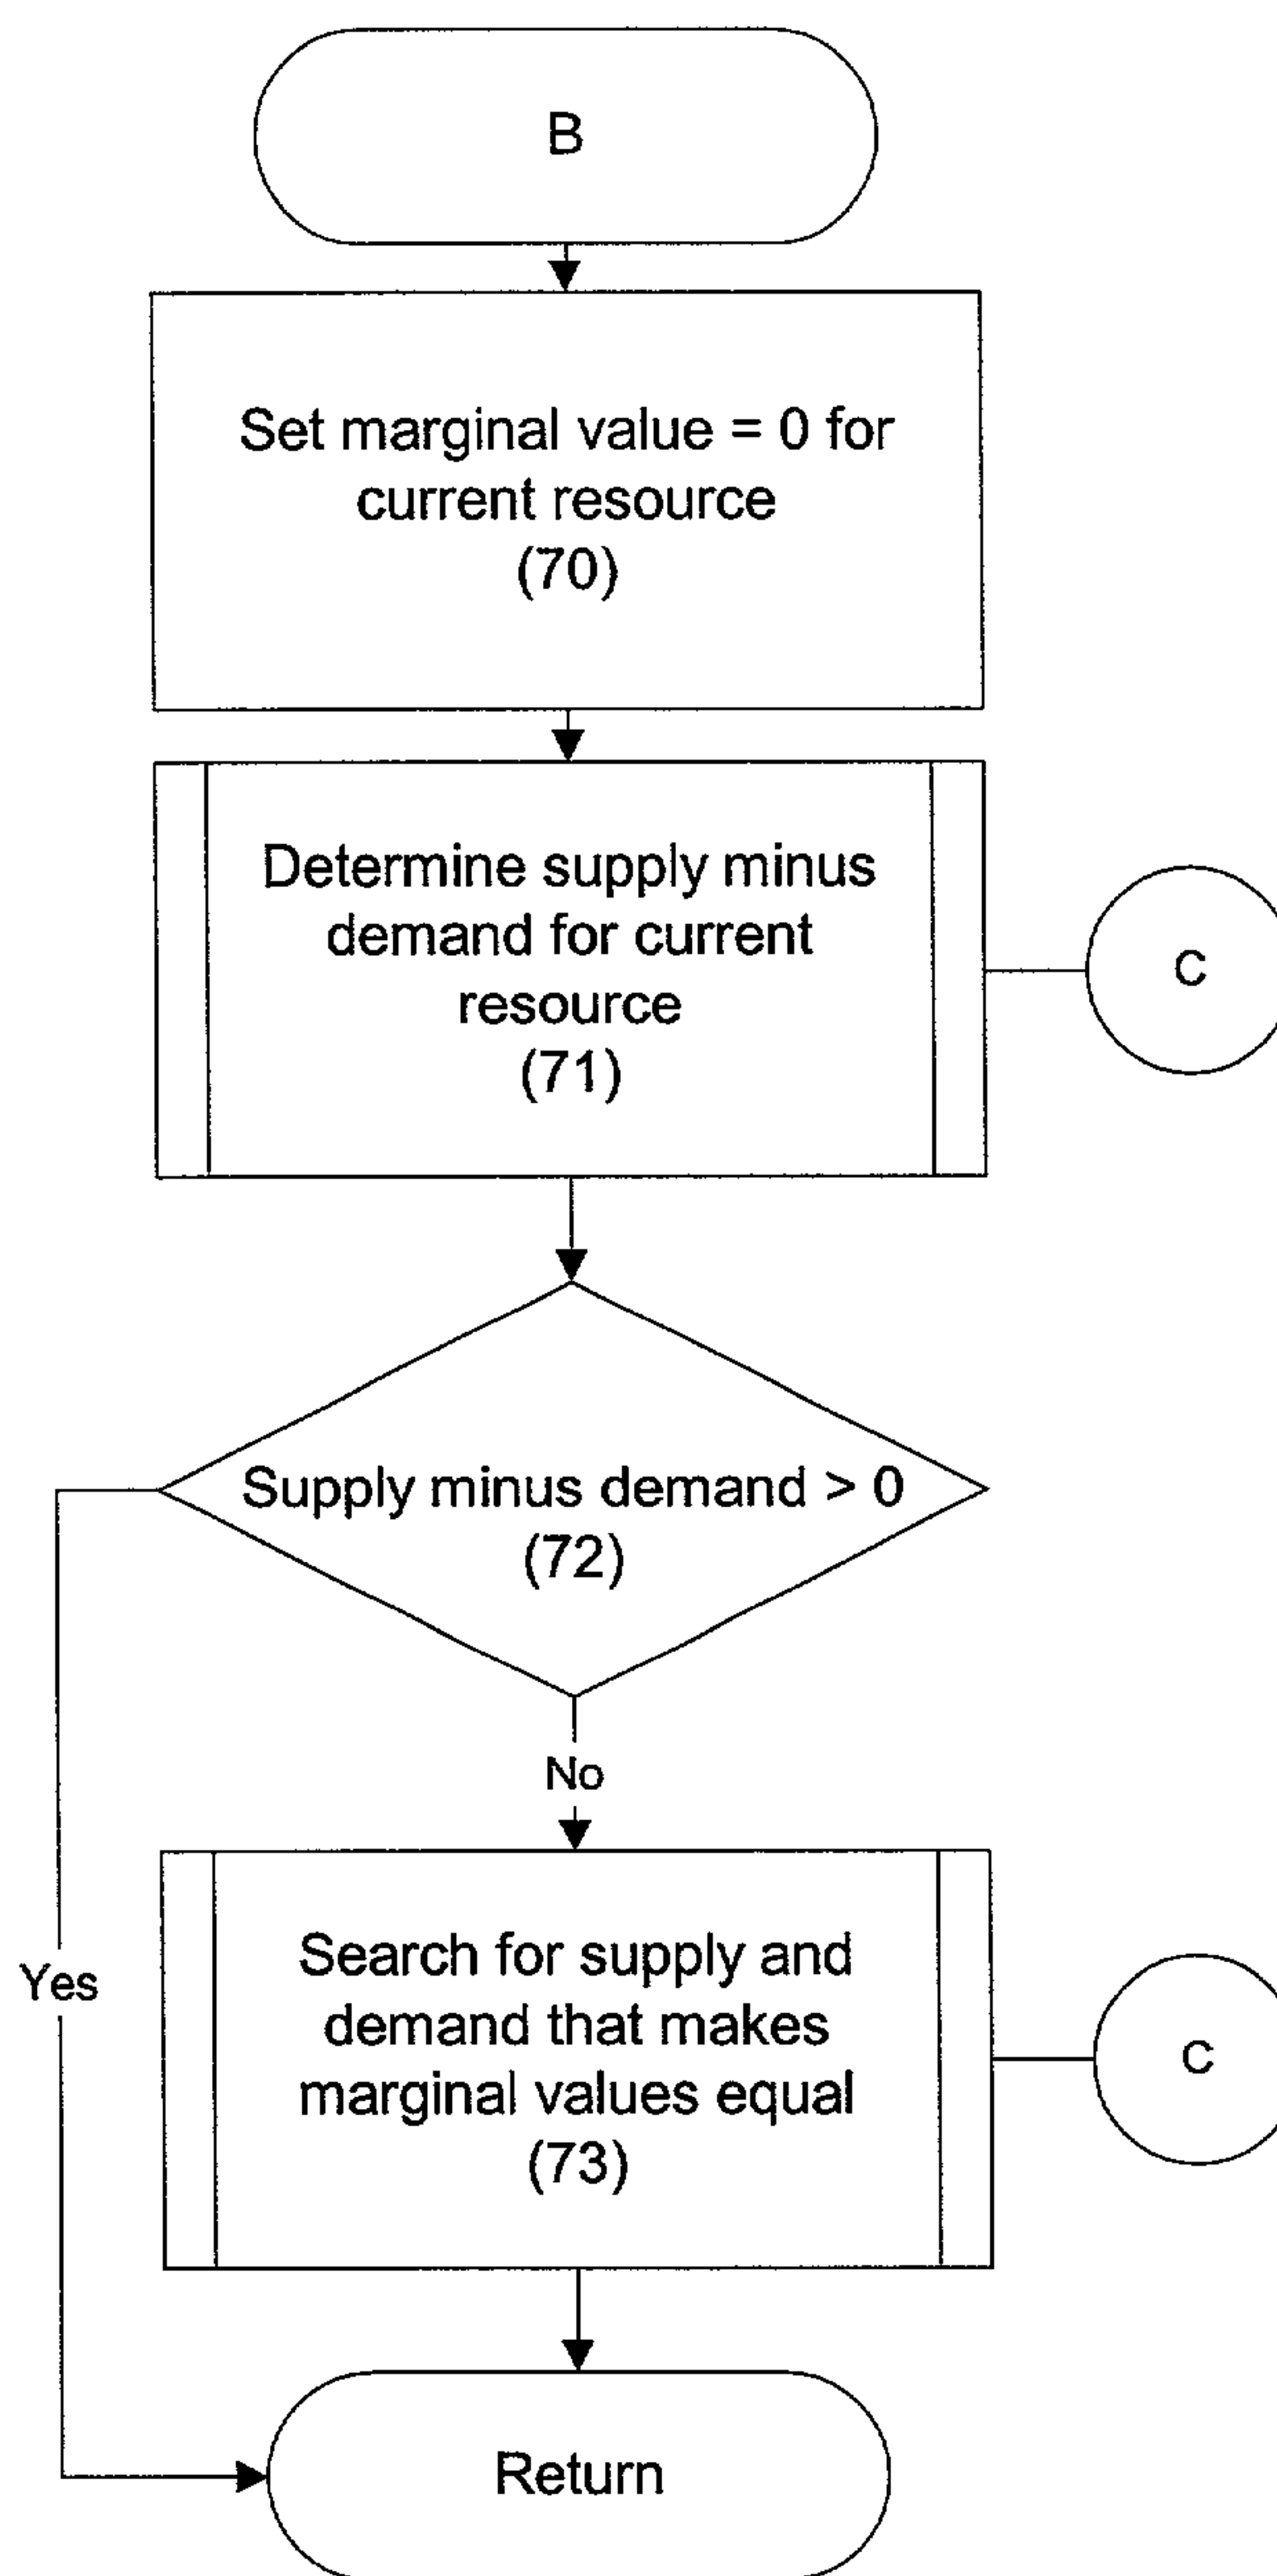 B
Set marginal value = 0 for
current resource
(70)
Determine supply minus
demand for current
resource
(71)
C
Supply minus demand > 0
(72)
No
Yes
Search for supply and
demand that makes
marginal values equal
(73)
C
Return